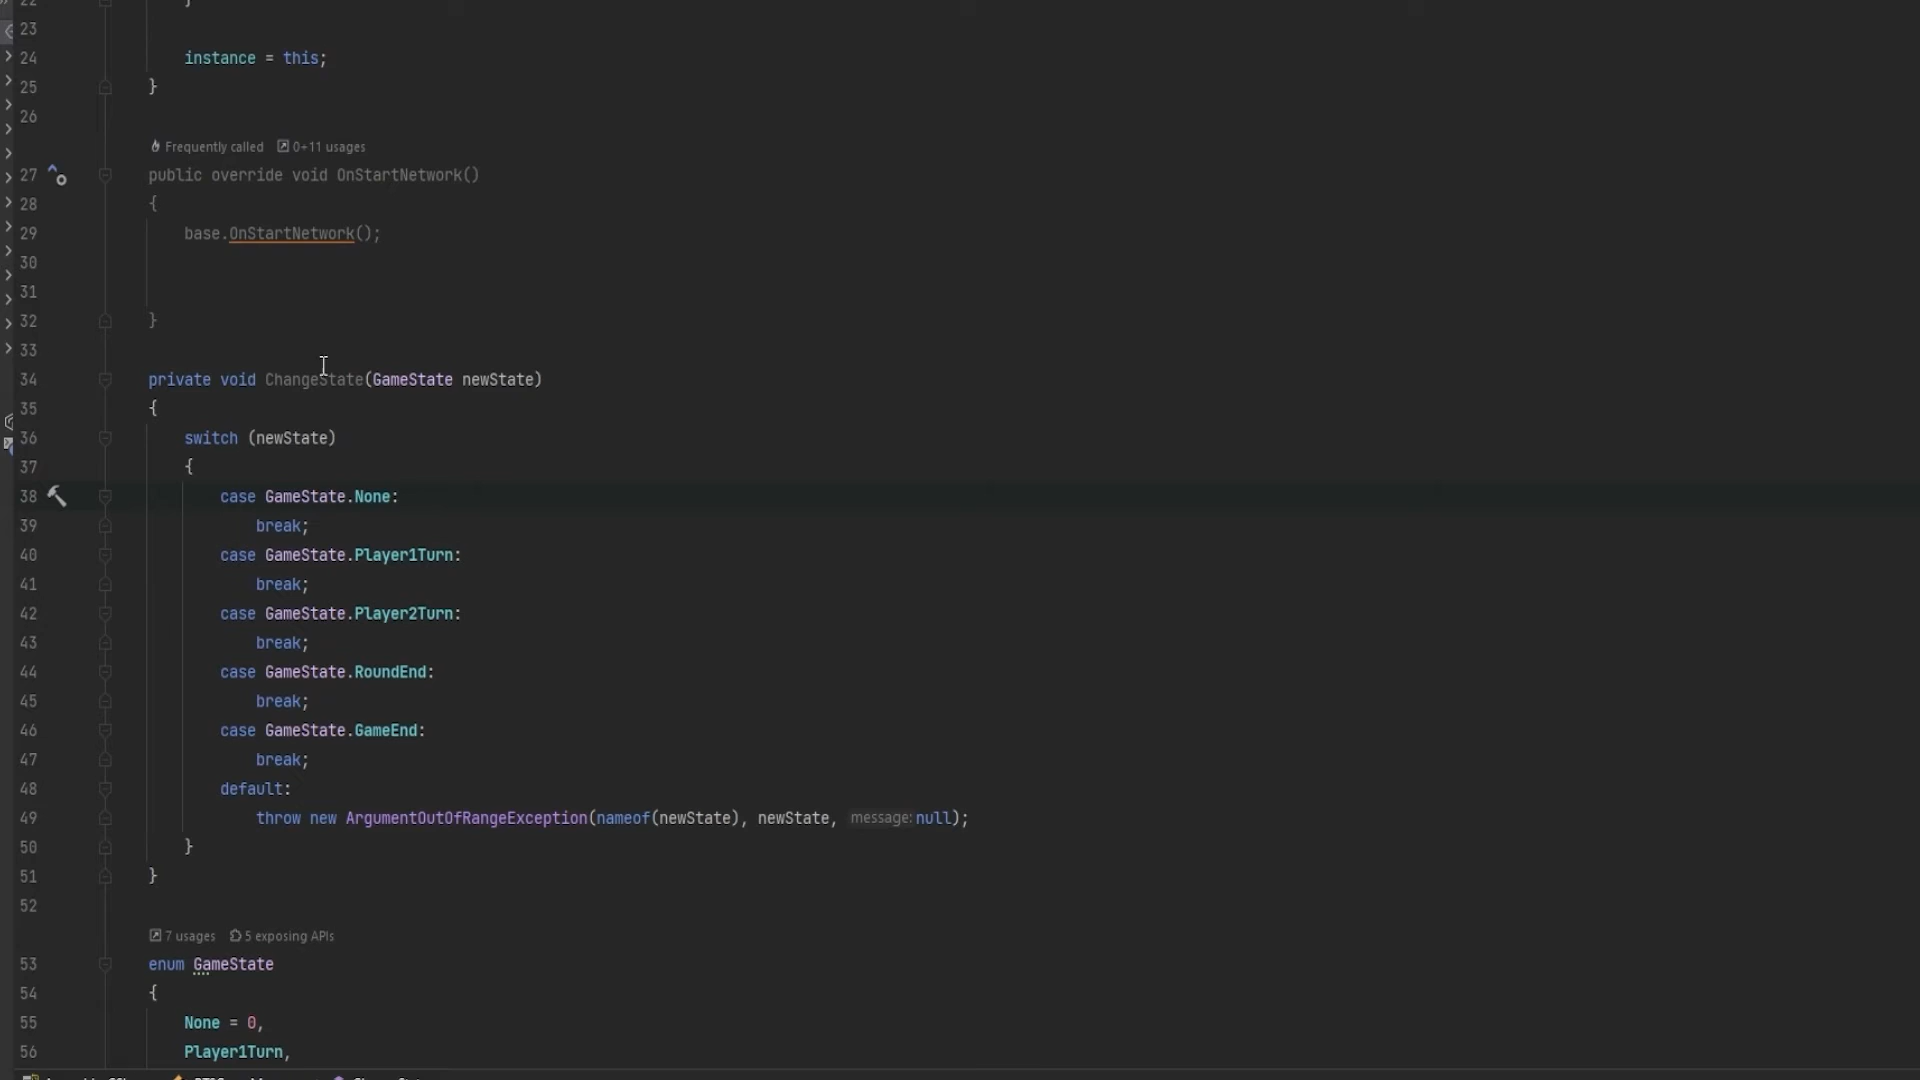 22 }
23
24 instance = this;
25 }
26
Frequently called 0+11 usages
27 public override void OnStartNetwork()
28 {
29 base.OnStartNetwork();
30
31
32 }
33
34 private void ChangeState(GameState newState)
35 {
36 switch (newState)
37 {
38 case GameState.None:
39 break;
40 case GameState.Player1Turn:
41 break;
42 case GameState.Player2Turn:
43 break;
44 case GameState.RoundEnd:
45 break;
46 case GameState.GameEnd:
47 break;
48 default:
49 throw new ArgumentOutOfRangeException(nameof(newState), newState, message: null);
50 }
51 }
52
7 usages 5 exposing APIs
53 enum GameState
54 {
55 None = 0,
56 Player1Turn,